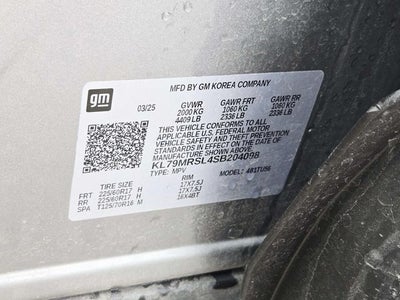 gm
MFD BY GM KOREA COMPANY
03/25 GVWR GAWR FRT GAWR RR
2000 KG 1060 KG 1060 KG
4409 LB 2336 LB 2336 LB
THIS VEHICLE CONFORMS TO ALL
APPLICABLE U.S. FEDERAL MOTOR
VEHICLE SAFETY AND THEFT PREVENTION
STANDARDS IN EFFECT ON THE DATE OF
MANUFACTURE SHOWN ABOVE.
KL79MRSL4SB204098
TYPE: MPV MODEL: 4B1TU56
TIRE SIZE RIM
FRT 225/60R17 H 17X7.5J
RR 225/60R17 H 17X7.5J
SPA T125/70R16 M 16X4BT